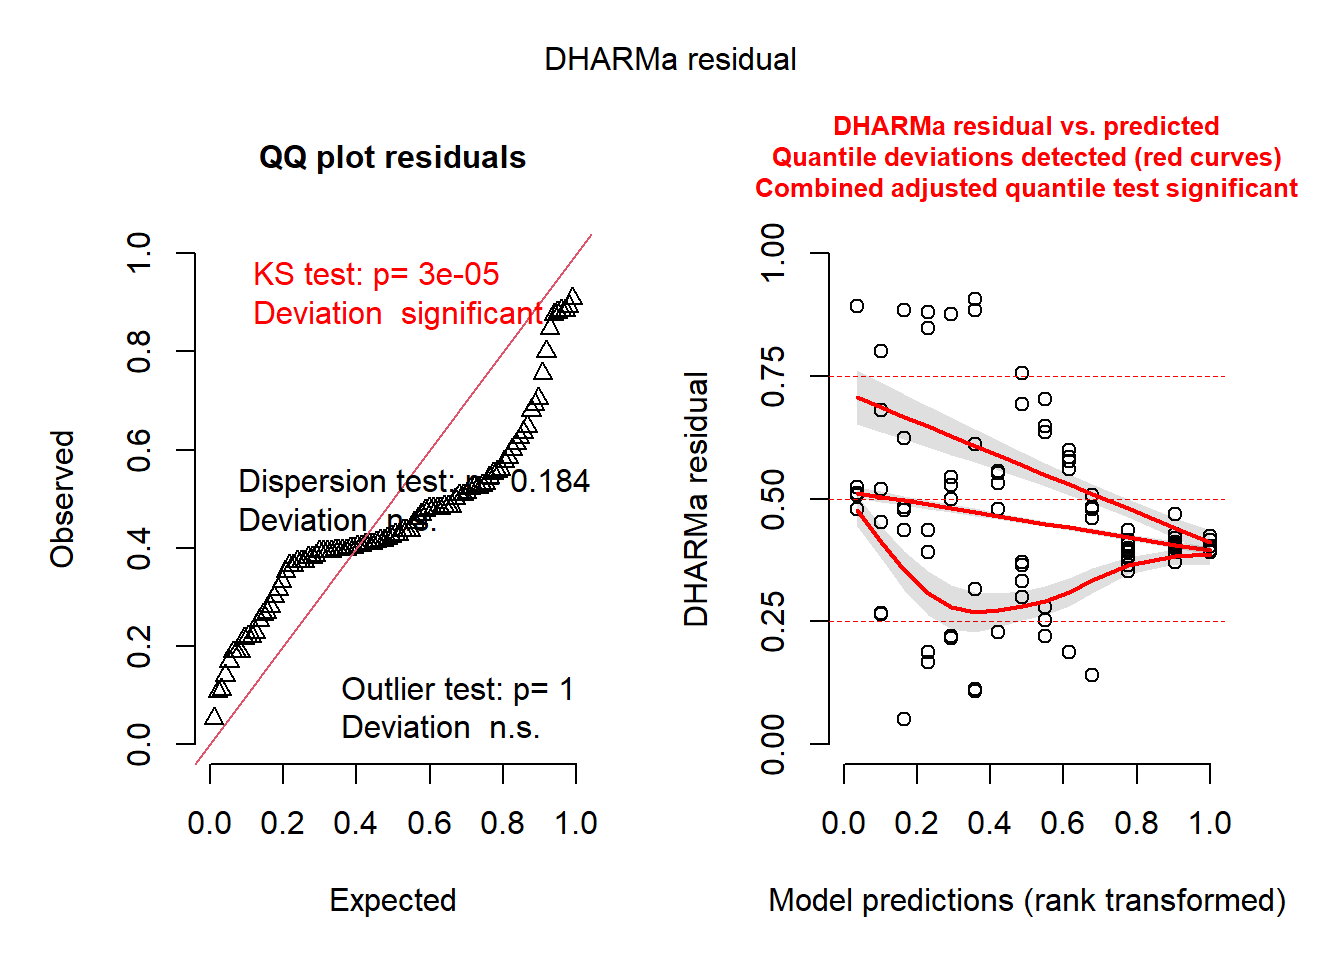 DHARMa residual
QQ plot residuals
KS test: p= 3e-05
Deviation  significant
Dispersion test: p= 0.184
Deviation  n.s.
Outlier test: p= 1
Deviation  n.s.
Observed
0.0 0.2 0.4 0.6 0.8 1.0
0.0 0.2 0.4 0.6 0.8 1.0
Expected
DHARMa residual vs. predicted
Quantile deviations detected (red curves)
Combined adjusted quantile test significant
DHARMa residual
0.00 0.25 0.50 0.75 1.00
0.0 0.2 0.4 0.6 0.8 1.0
Model predictions (rank transformed)